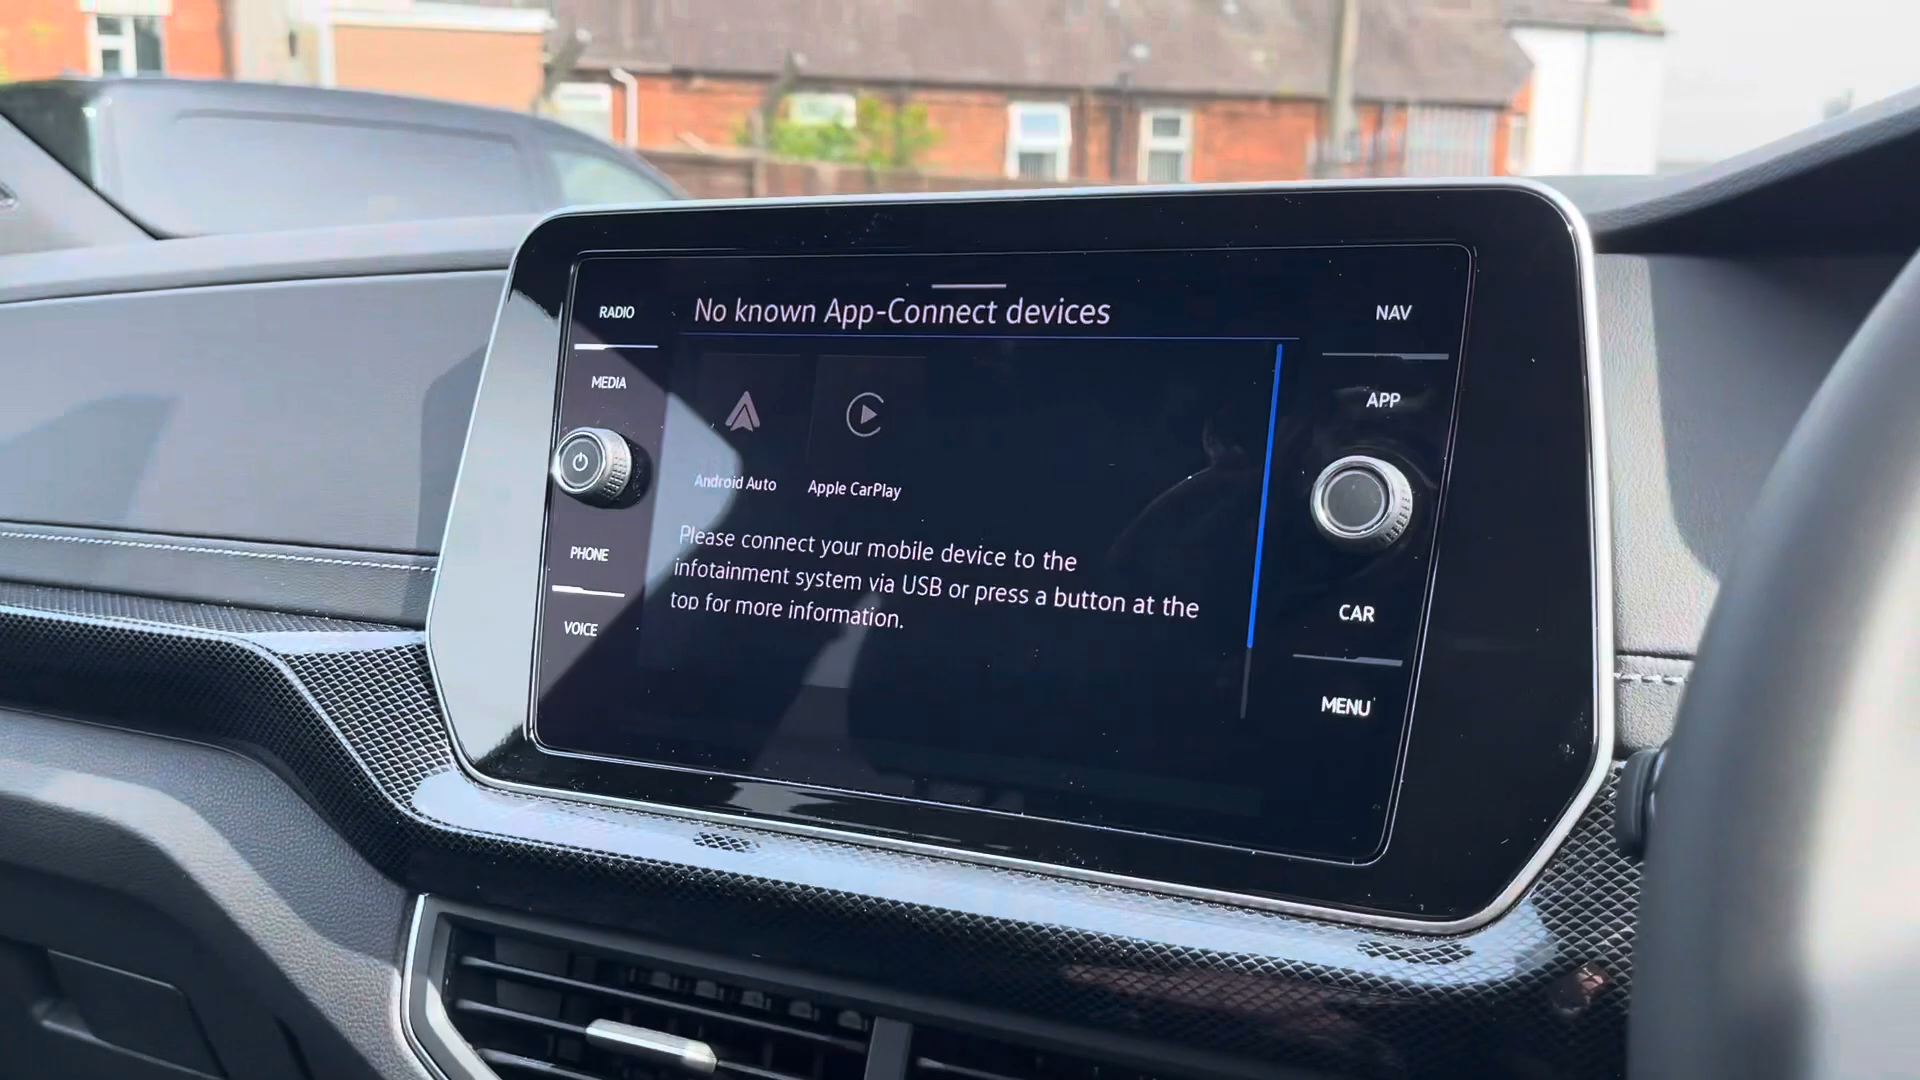 RADIO
MEDIA
PHONE
VOICE
No known App-Connect devices
Android Auto
Apple CarPlay
Please connect your mobile device to the
infotainment system via USB or press a button at the
top for more information.
NAV
APP
CAR
MENU